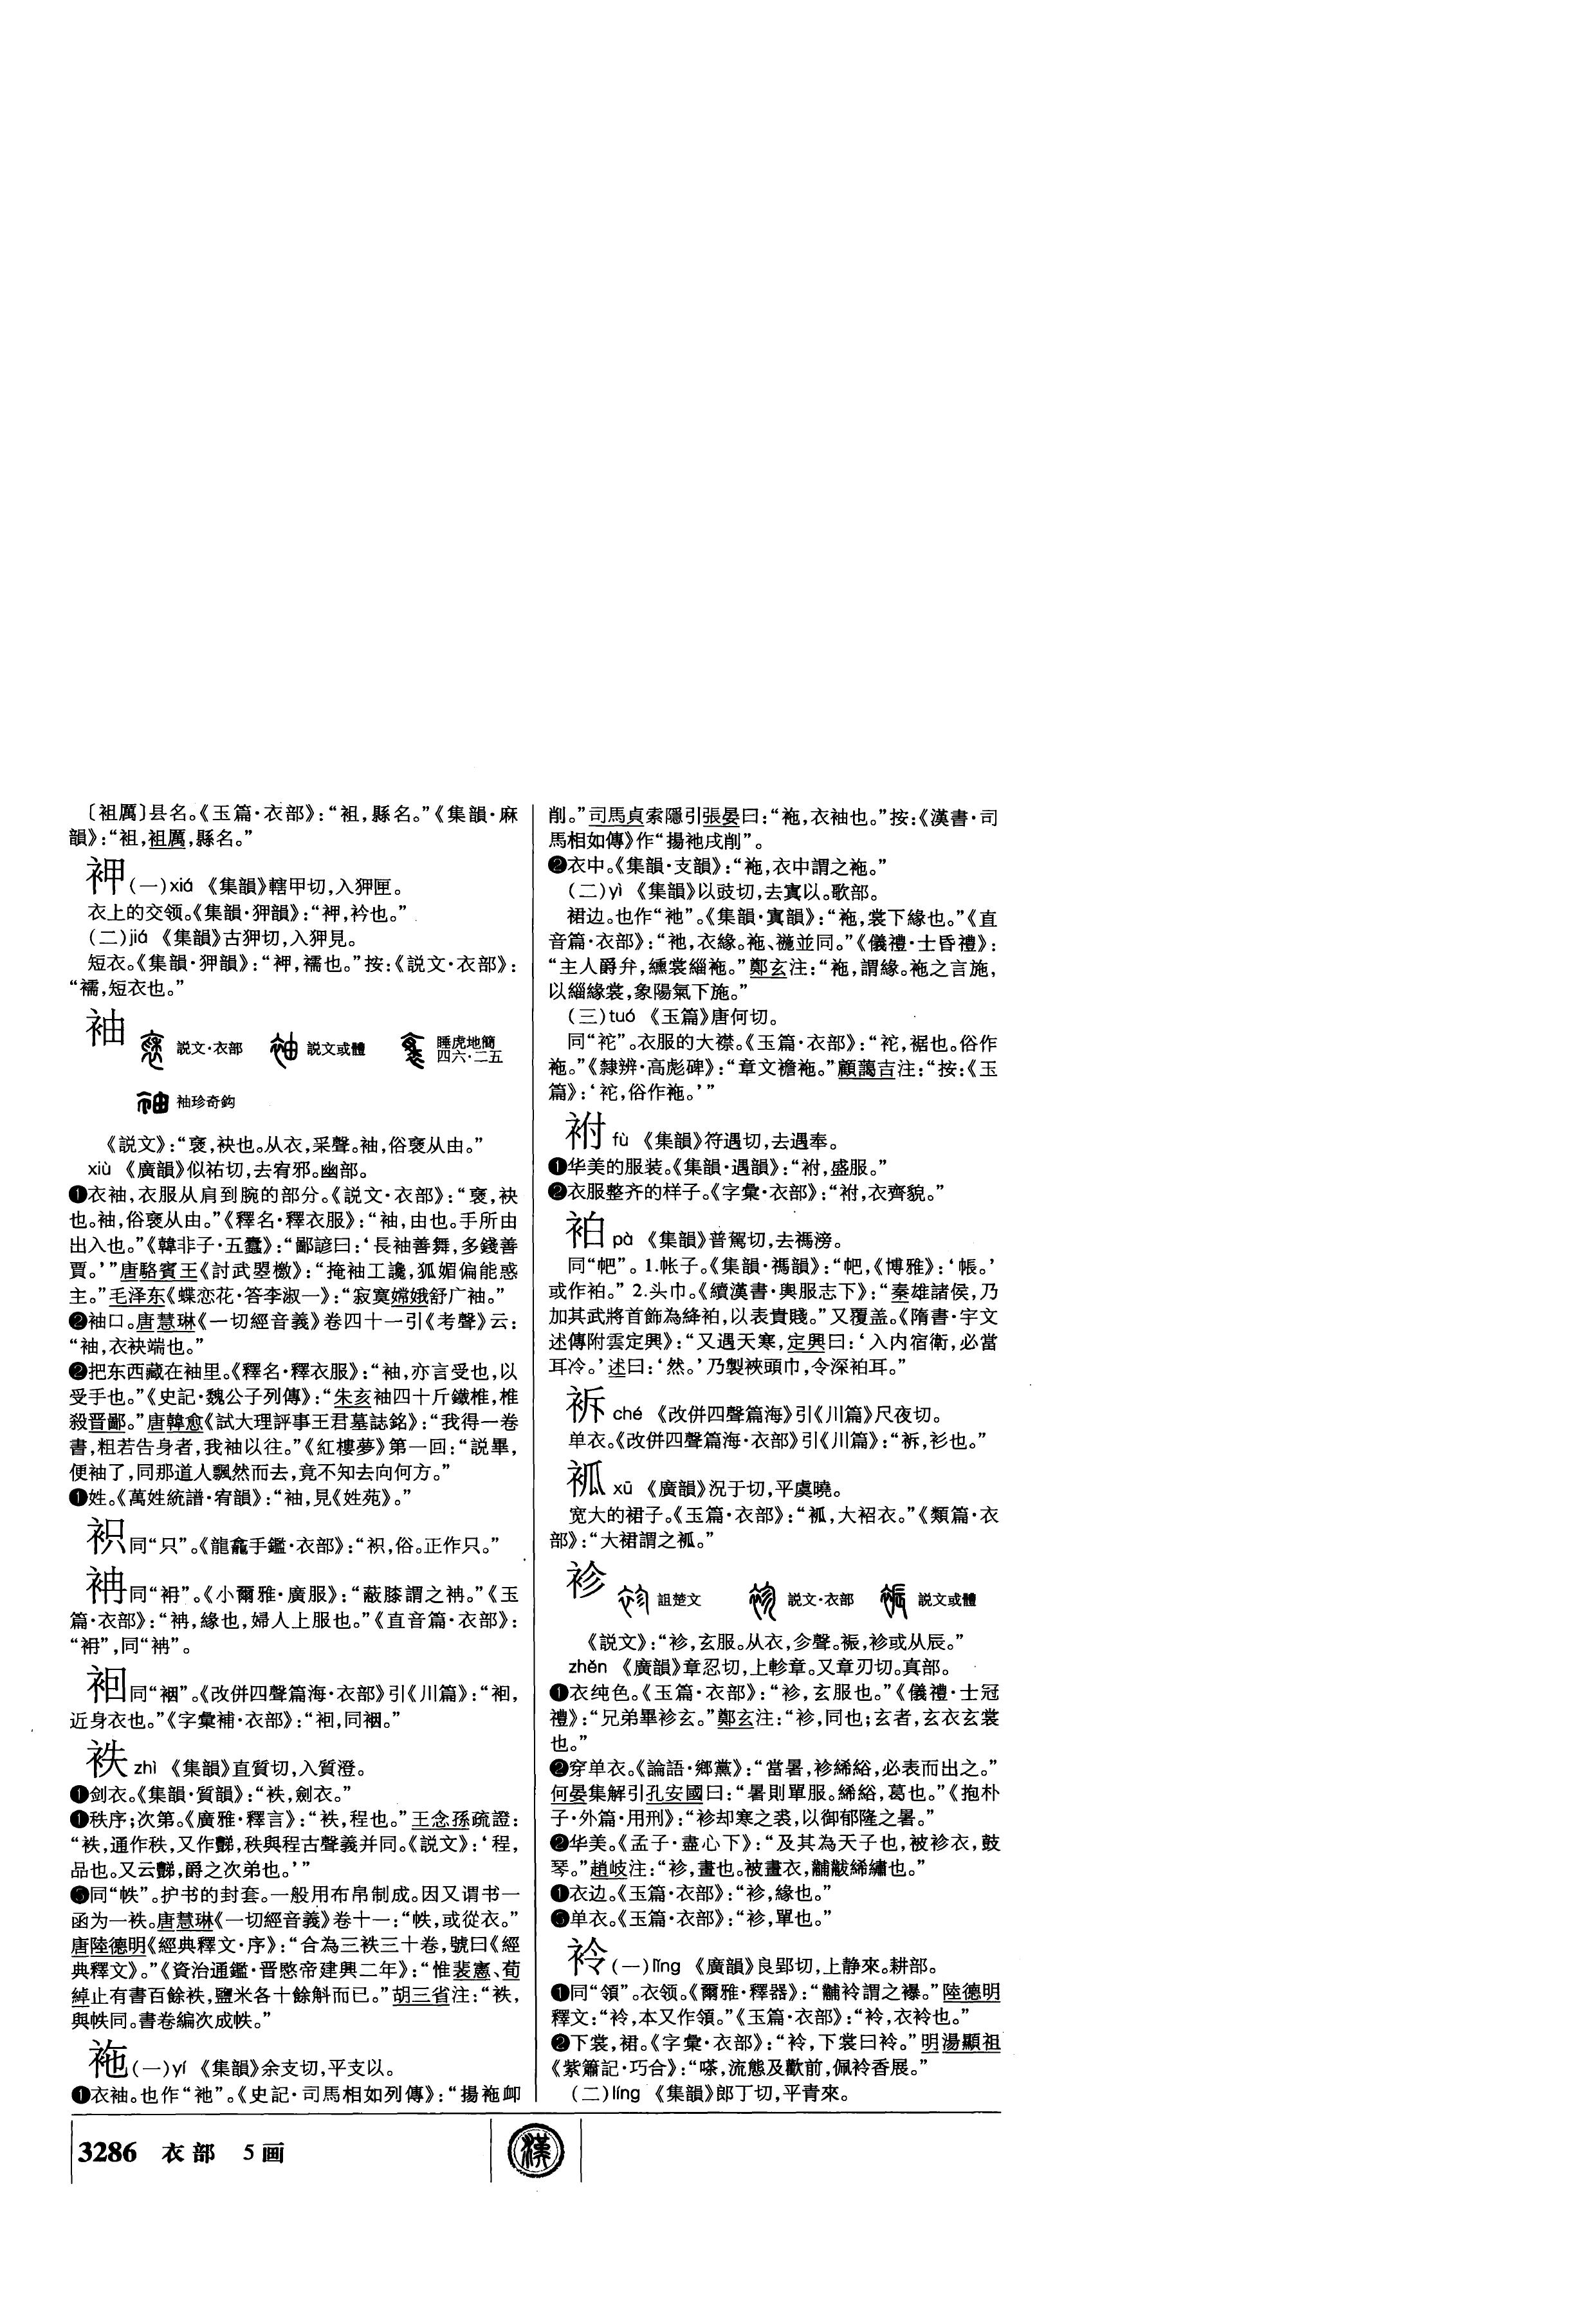 〔袓厲〕县名。《玉篇·衣部》：“袓，縣名。”《集韻·麻
韻》：“袓，袓厲，縣名。”
袡(一)xiá 《集韻》轄甲切，入狎匣。
衣上的交领。《集韻·狎韻》：“衶，衿也。”
(二)jiá 《集韻》古狎切，入狎見。
短衣。《集韻·狎韻》：“，襦也。”按：《説文·衣部》：
“襦，短衣也。”
袖
説文·衣部 説文或體 睡虎地簡四六·二五
袖珍奇鈎
《説文》：“褎，袂也。从衣，采聲。袖，俗褎从由。”
xiù 《廣韻》似祐切，去宥邪。幽部。
❶衣袖，衣服从肩到腕的部分。《説文·衣部》：“褎，袂
也。袖，俗褎从由。”《釋名·釋衣服》：“袖，由也。手所由
出入也。”《韓非子·五蠹》：“鄙諺曰：‘長袖善舞，多錢善
賈。’”唐駱賓王《討武曌檄》：“掩袖工讒，狐媚偏能惑
主。”毛泽东《蝶恋花·答李淑一》：“寂寞嫦娥舒广袖。”
❷袖口。唐慧琳《一切經音義》卷四十一引《考聲》云：
“袖，衣袂端也。”
❷把东西藏在袖里。《釋名·釋衣服》：“袖，亦言受也，以
受手也。”《史記·魏公子列傳》：“朱亥袖四十斤鐵椎，椎
殺晋鄙。”唐韓愈《試大理評事王君墓誌銘》：“我得一卷
書，粗若告身者，我袖以往。”《紅樓夢》第一回：“説畢，
便袖了，同那道人飄然而去，竟不知去向何方。”
❶姓。《萬姓統譜·宥韻》：“袖，見《姓苑》。”
同“只”。《龍龕手鑑·衣部》：“，俗。正作只。”
袡同“袇”。《小爾雅·廣服》：“蔽膝謂之袡。”《玉
篇·衣部》：“袡，緣也，婦人上服也。”《直音篇·衣部》：
“”，同“袡”。
同“裀”。《改併四聲篇海·衣部》引《川篇》：“，
近身衣也。”《字彙補·衣部》：“，同裀。”
袟 zhì 《集韻》直質切，入質澄。
❶剑衣。《集韻·質韻》：“袟，劍衣。”
❶秩序；次第。《廣雅·釋言》：“袟，程也。”王念孫疏證：
“袟，通作秩，又作䄷，秩與程古聲義并同。《説文》：‘程，
品也。又云，爵之次弟也。’”
❸同“帙”。护书的封套。一般用布帛制成。因又谓书一
函为一袟。唐慧琳《一切經音義》卷十一：“帙，或從衣。”
唐陸德明《經典釋文·序》：“合為三袟三十卷，號曰《經
典釋文》。”《資治通鑑·晋愍帝建興二年》：“惟裴憲、荀
綽止有書百餘袟，鹽米各十餘斛而已。”胡三省注：“袟，
與帙同。書卷編次成帙。”
袘(一)yí 《集韻》余支切，平支以。
❶衣袖。也作“衪”。《史記·司馬相如列傳》：“揚袘卹
削。”司馬貞索隱引張晏曰：“袘，衣袖也。”按：《漢書·司
馬相如傳》作“揚衪戌削”。
❷衣中。《集韻·支韻》：“袘，衣中謂之袘。”
(二)yì 《集韻》以豉切，去寘以。歌部。
裙边。也作“衪”。《集韻·寘韻》：“袘，裳下緣也。”《直
音篇·衣部》：“衪，衣緣。袘、䙾並同。”《儀禮·士昏禮》：
“主人爵弁，纁裳緇袘。”鄭玄注：“袘，謂緣。袘之言施，
以緇緣裳，象陽氣下施。”
(三)tuó 《玉篇》唐何切。
同“袉”。衣服的大襟。《玉篇·衣部》：“袉，裾也。俗作
袘。”《隸辨·高彪碑》：“章文襜袘。”顧藹吉注：“按：《玉
篇》：‘袉，俗作袘。’”
袝 fù 《集韻》符遇切，去遇奉。
❶华美的服装。《集韻·遇韻》：“袝，盛服。”
❷衣服整齐的样子。《字彙·衣部》：“袝，衣齊貌。”
袙 pà 《集韻》普駕切，去禡滂。
同“帊”。1.帐子。《集韻·禡韻》：“帊，《博雅》：‘帳。’
或作袙。”2.头巾。《續漢書·輿服志下》：“秦雄諸侯，乃
加其武將首飾為絳袙，以表貴賤。”又覆盖。《隋書·宇文
述傳附雲定興》：“又遇天寒，定興曰：‘入内宿衛，必當
耳冷。’述曰：‘然。’乃製裌頭巾，令深袙耳。”
䘭 ché 《改併四聲篇海》引《川篇》尺夜切。
单衣。《改併四聲篇海·衣部》引《川篇》：“，衫也。”
 xū 《廣韻》況于切，平虞曉。
宽大的裙子。《玉篇·衣部》：“，大袑衣。”《類篇·衣
部》：“大裙謂之。”
袗
詛楚文 説文·衣部 説文或體
《説文》：“袗，玄服。从衣，㐱聲。裖，袗或从辰。”
zhěn 《廣韻》章忍切，上軫章。又章刃切。真部。
❶衣纯色。《玉篇·衣部》：“袗，玄服也。”《儀禮·士冠
禮》：“兄弟畢袗玄。”鄭玄注：“袗，同也；玄者，玄衣玄裳
也。”
❷穿单衣。《論語·鄉黨》：“當暑，袗絺綌，必表而出之。”
何晏集解引孔安國曰：“暑則單服。絺綌，葛也。”《抱朴
子·外篇·用刑》：“袗却寒之裘，以御郁隆之暑。”
❷华美。《孟子·盡心下》：“及其為天子也，被袗衣，鼓
琴。”趙岐注：“袗，畫也。被畫衣，黼黻絺繡也。”
❶衣边。《玉篇·衣部》：“袗，緣也。”
❺单衣。《玉篇·衣部》：“袗，單也。”
袊(一)lǐng 《廣韻》良郢切，上静來。耕部。
❶同“領”。衣领。《爾雅·釋器》：“黼袊謂之襮。”陸德明
釋文：“袊，本又作領。”《玉篇·衣部》：“袊，衣袊也。”
❷下裳，裙。《字彙·衣部》：“袊，下裳曰袊。”明湯顯祖
《紫簫記·巧合》：“嗏，流態及歡前，佩袊香展。”
(二)líng 《集韻》郎丁切，平青來。
3286 衣部 5画
漢